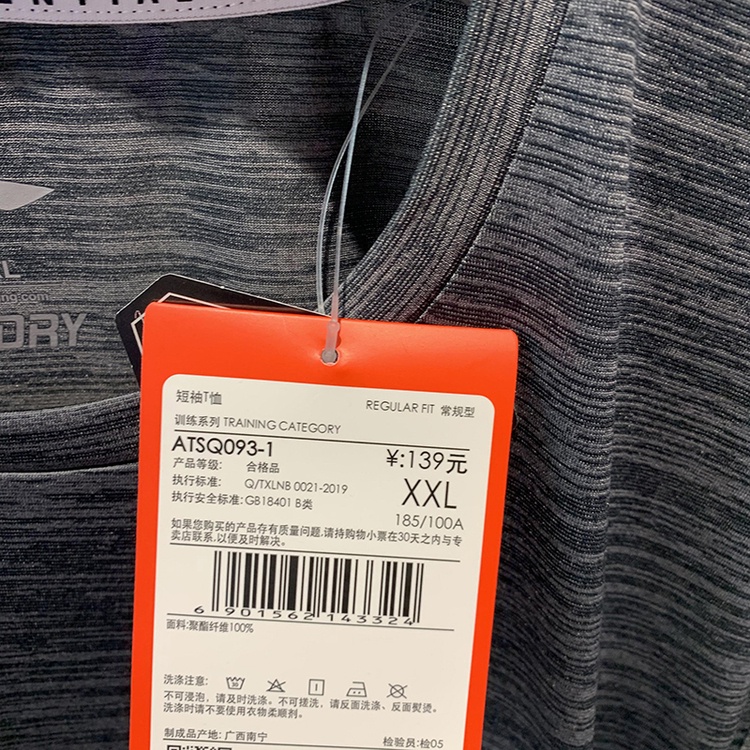 ning.com
DRY
短袖T恤
REGULAR FIT 常规型
训练系列 TRAINING CATEGORY
ATSQ093-1
¥:139元
产品等级: 合格品
执行标准: Q/TXLNB 0021-2019
XXL
执行安全标准: GB18401 B类
185/100A
如果您购买的产品存有质量问题,请持购物小票在30天之内与专
卖店联系,以便及时解决。
6 901562 143324
面料:聚酯纤维100%
洗涤注意:
不可浸泡,请及时洗涤。不可搓洗,请反面洗涤、反面熨烫。
洗涤时请不要使用衣物柔顺剂。
制成品产地:广西南宁
检验员:检05